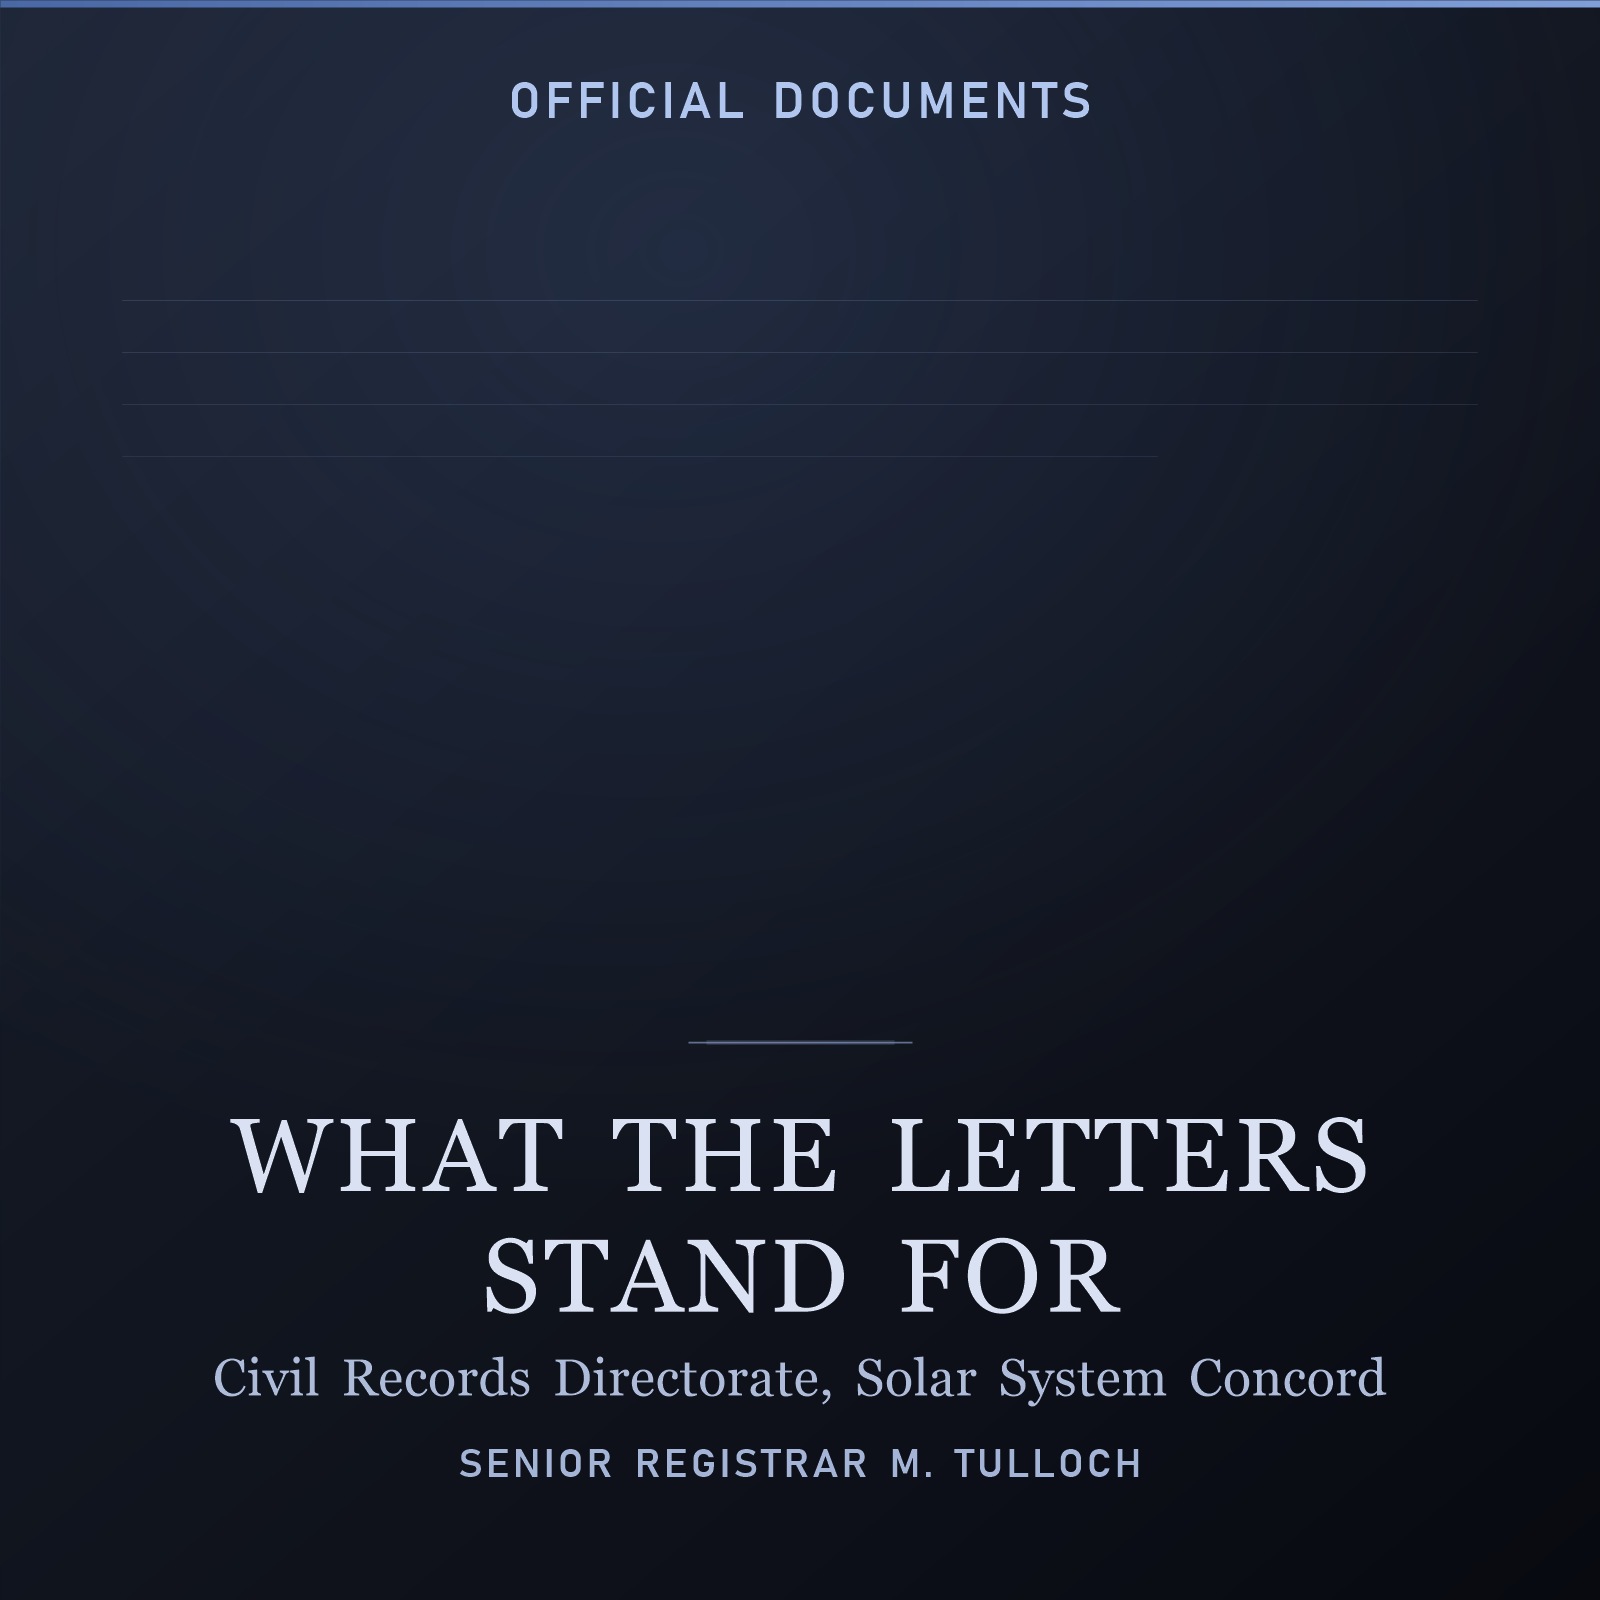 OFFICIAL DOCUMENTS
WHAT THE LETTERS
STAND FOR
Civil Records Directorate, Solar System Concord
SENIOR REGISTRAR M. TULLOCH